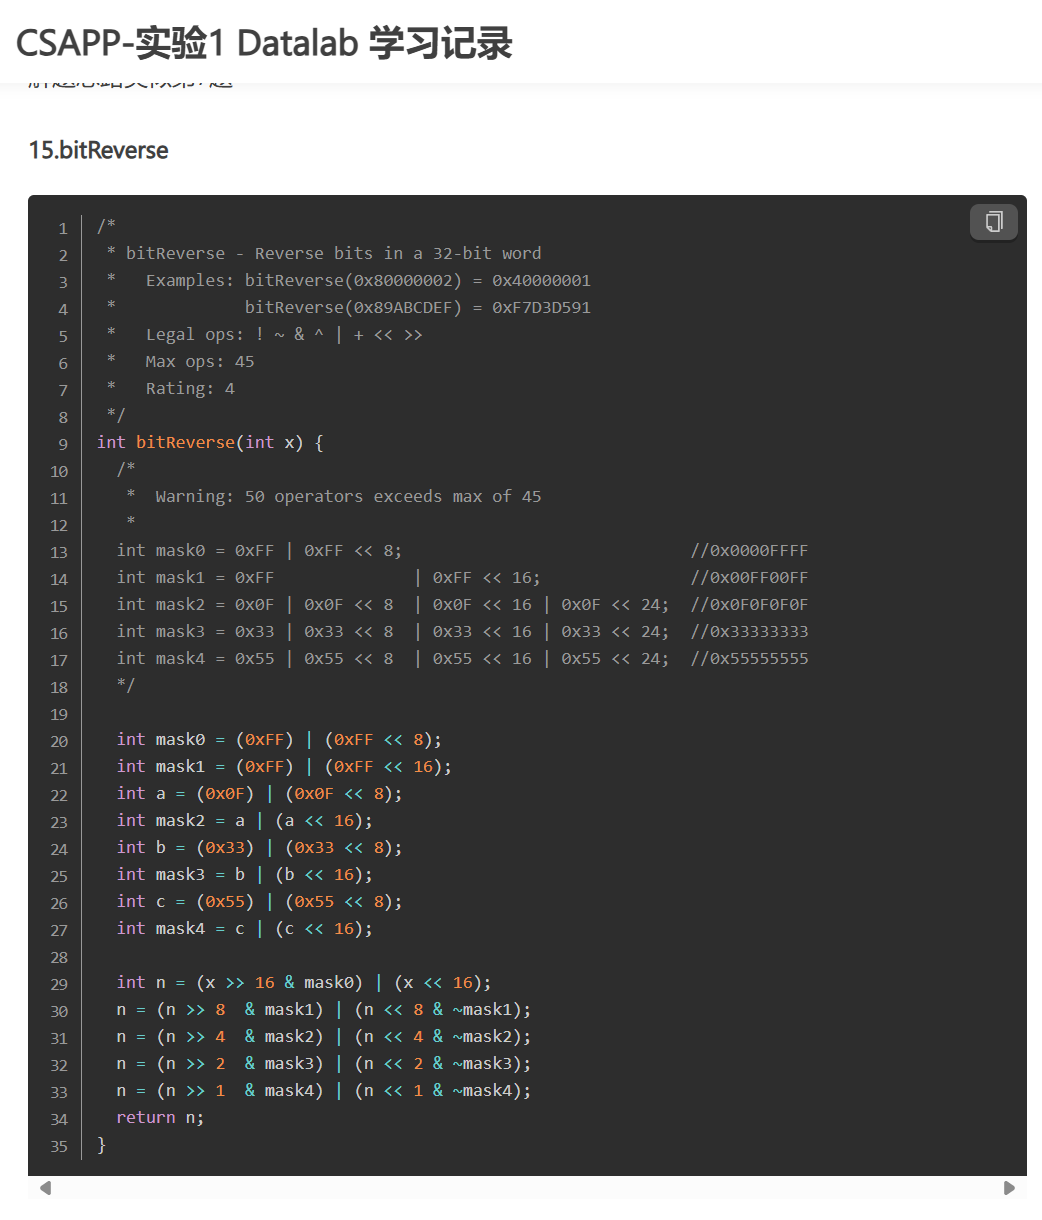 CSAPP-实验1 Datalab 学习记录
15.bitReverse
1 /*
2  * bitReverse - Reverse bits in a 32-bit word
3  *   Examples: bitReverse(0x80000002) = 0x40000001
4  *             bitReverse(0x89ABCDEF) = 0xF7D3D591
5  *   Legal ops: ! ~ & ^ | + << >>
6  *   Max ops: 45
7  *   Rating: 4
8  */
9 int bitReverse(int x) {
10   /*
11    *  Warning: 50 operators exceeds max of 45
12    *
13   int mask0 = 0xFF | 0xFF << 8;                             //0x0000FFFF
14   int mask1 = 0xFF              | 0xFF << 16;               //0x00FF00FF
15   int mask2 = 0x0F | 0x0F << 8  | 0x0F << 16 | 0x0F << 24;  //0x0F0F0F0F
16   int mask3 = 0x33 | 0x33 << 8  | 0x33 << 16 | 0x33 << 24;  //0x33333333
17   int mask4 = 0x55 | 0x55 << 8  | 0x55 << 16 | 0x55 << 24;  //0x55555555
18   */
19
20   int mask0 = (0xFF) | (0xFF << 8);
21   int mask1 = (0xFF) | (0xFF << 16);
22   int a = (0x0F) | (0x0F << 8);
23   int mask2 = a | (a << 16);
24   int b = (0x33) | (0x33 << 8);
25   int mask3 = b | (b << 16);
26   int c = (0x55) | (0x55 << 8);
27   int mask4 = c | (c << 16);
28
29   int n = (x >> 16 & mask0) | (x << 16);
30   n = (n >> 8  & mask1) | (n << 8 & ~mask1);
31   n = (n >> 4  & mask2) | (n << 4 & ~mask2);
32   n = (n >> 2  & mask3) | (n << 2 & ~mask3);
33   n = (n >> 1  & mask4) | (n << 1 & ~mask4);
34   return n;
35 }